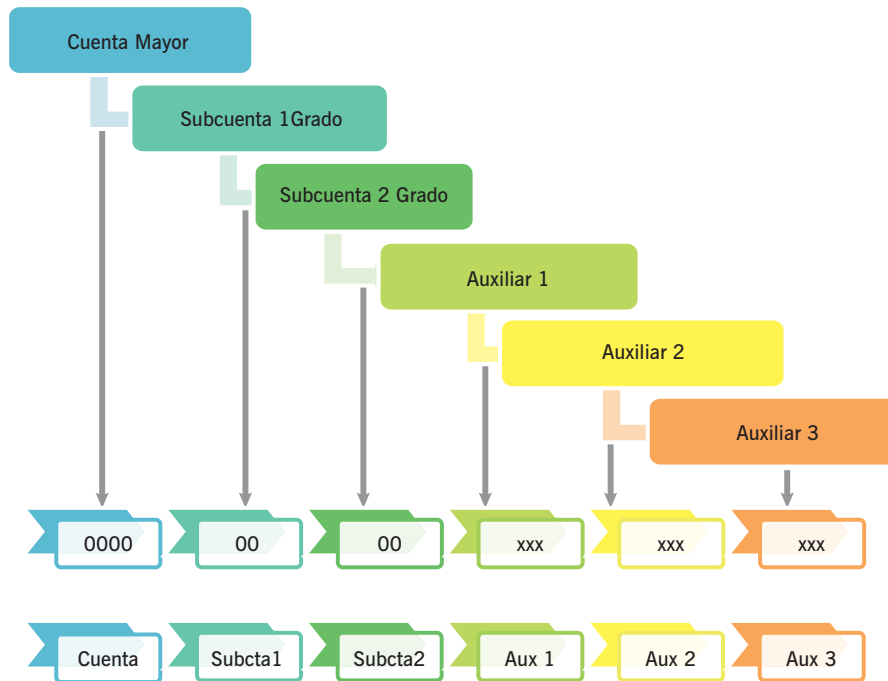 Cuenta Mayor
Subcuenta 1Grado
Subcuenta 2 Grado
Auxiliar 1
Auxiliar 2
Auxiliar 3
0000 00 00 xxx xxx xxx
Cuenta Subcta1 Subcta2 Aux 1 Aux 2 Aux 3